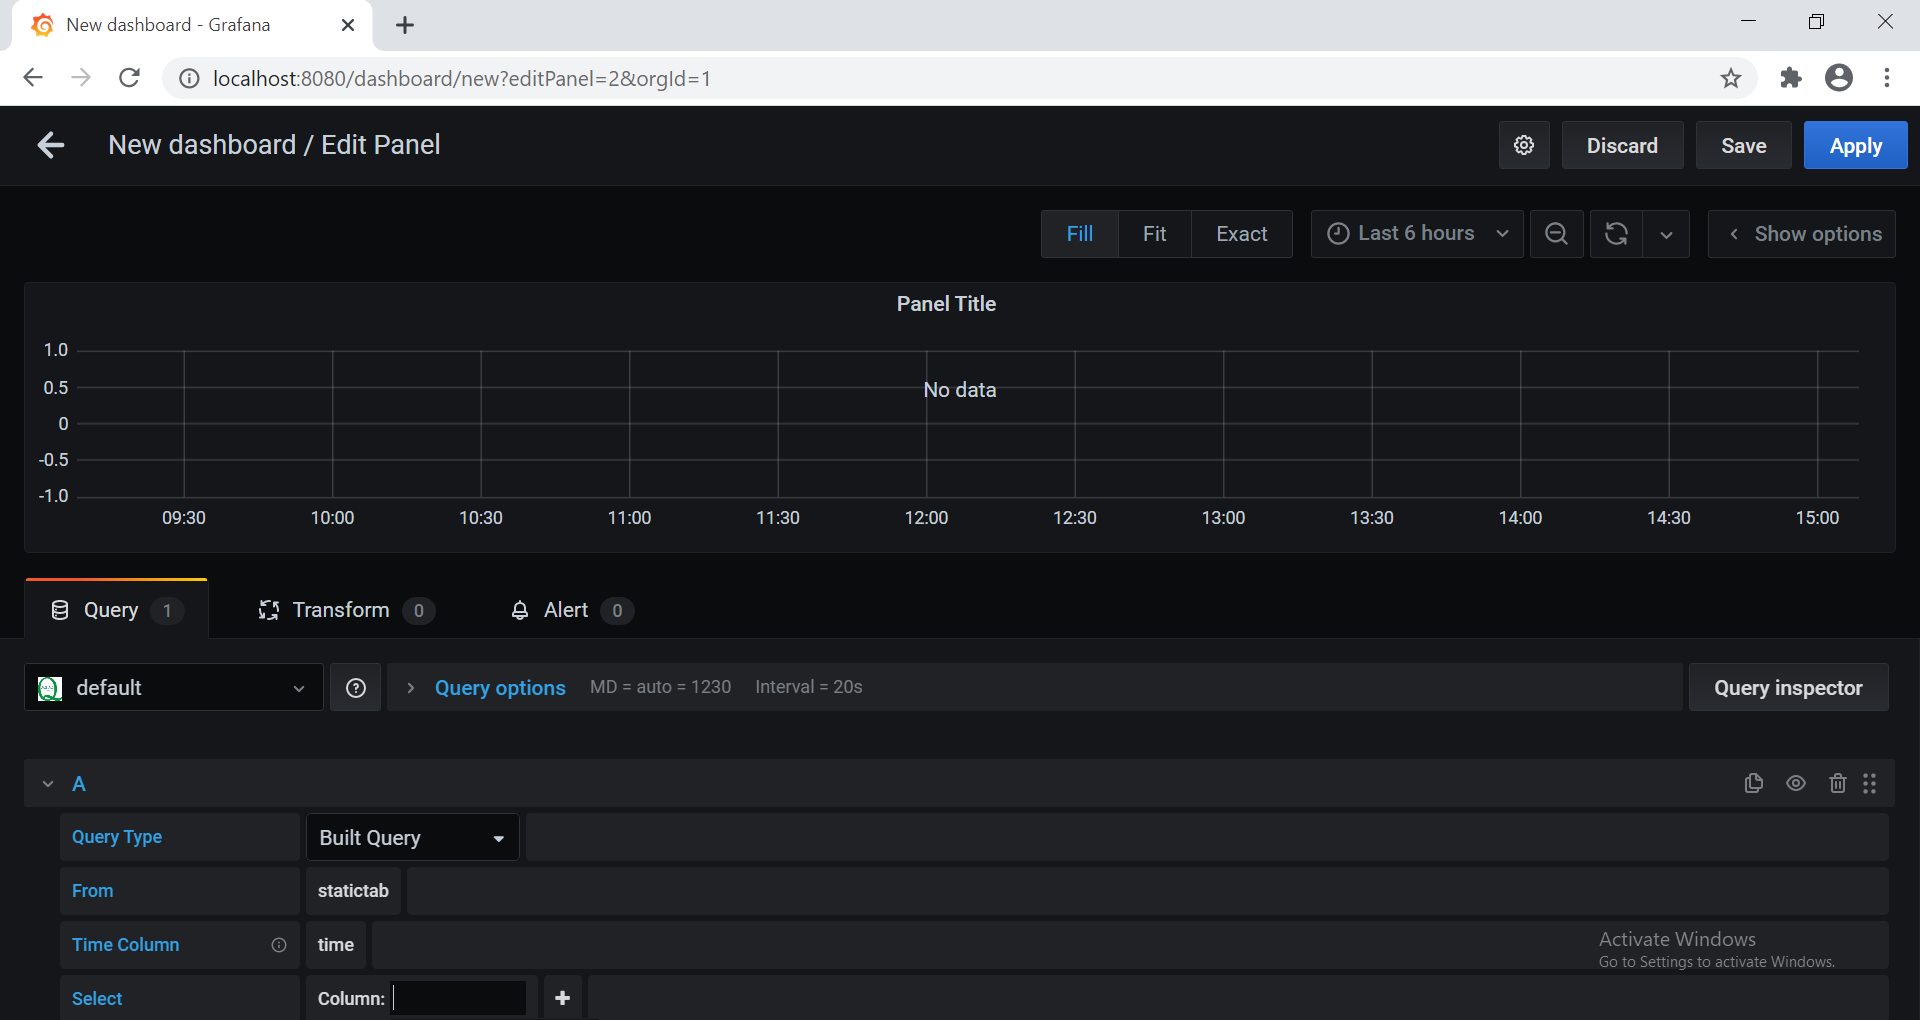 New dashboard - Grafana
localhost:8080/dashboard/new?editPanel=2&orgId=1
New dashboard / Edit Panel
Discard
Save
Apply
Fill
Fit
Exact
Last 6 hours
Show options
Panel Title
1.0
0.5
0
-0.5
-1.0
No data
09:30
10:00
10:30
11:00
11:30
12:00
12:30
13:00
13:30
14:00
14:30
15:00
Query 1
Transform 0
Alert 0
default
Query options
MD = auto = 1230
Interval = 20s
Query inspector
A
Query Type
Built Query
From
statictab
Time Column
time
Activate Windows
Go to Settings to activate Windows.
Select
Column: